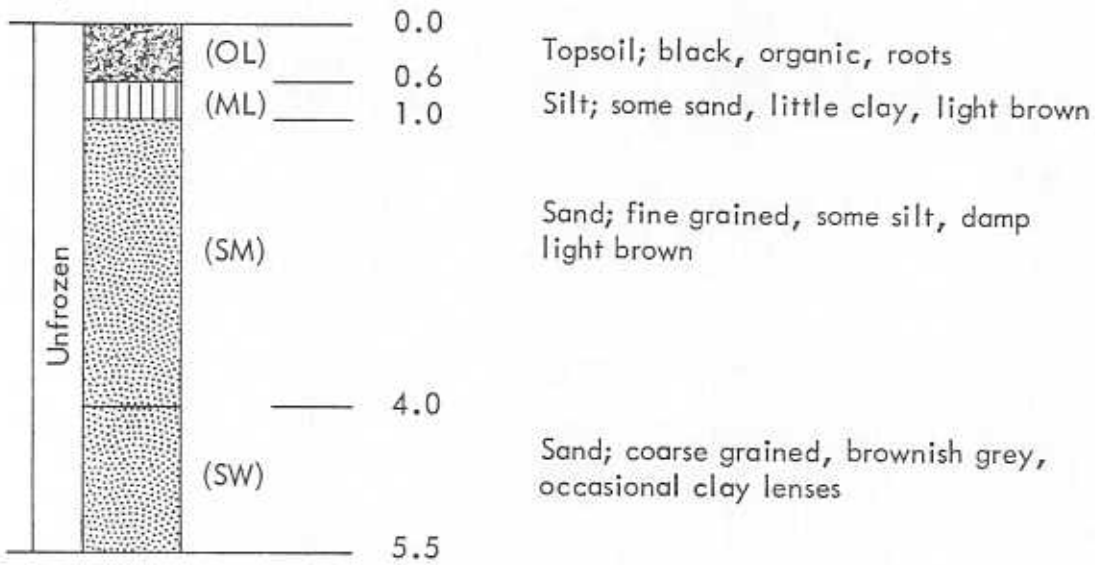 0.0
(OL)
Topsoil; black, organic, roots
0.6
(ML)
Silt; some sand, little clay, light brown
1.0
Sand; fine grained, some silt, damp
light brown
(SM)
Unfrozen
4.0
Sand; coarse grained, brownish grey,
occasional clay lenses
(SW)
5.5